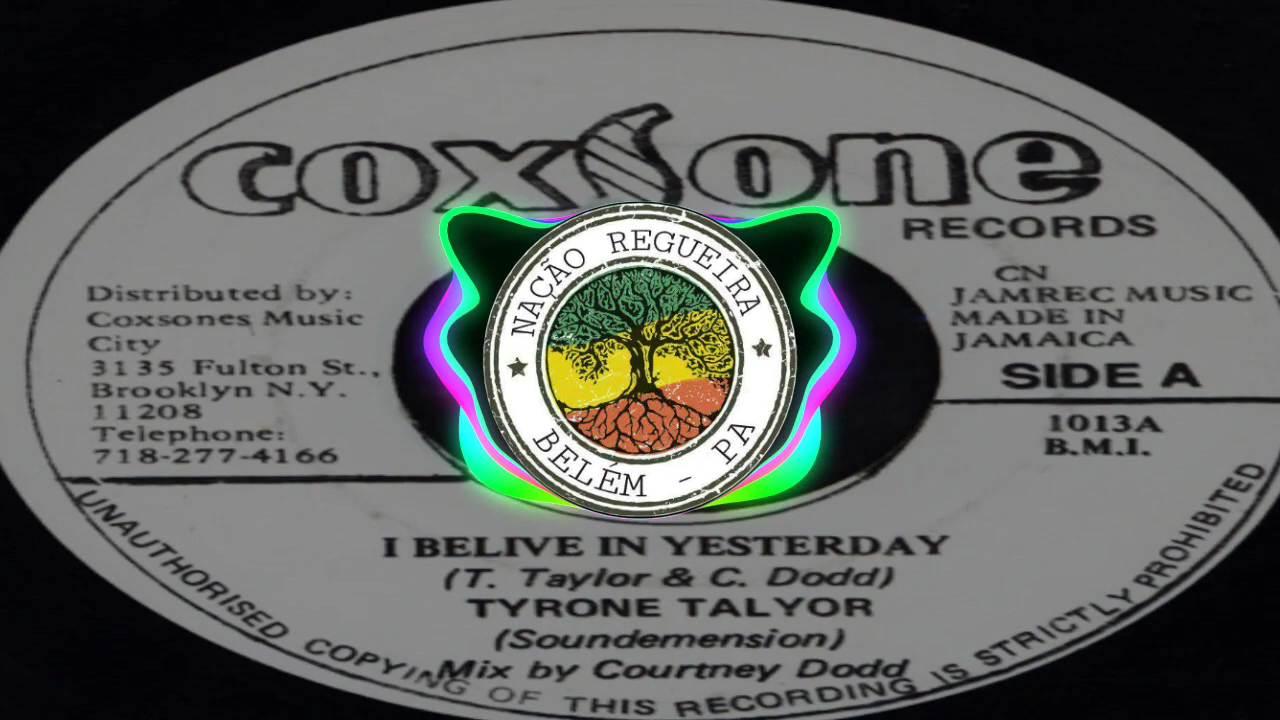 coxsone
RECORDS
Distributed by:
Coxsones Music
City
3135 Fulton St.,
Brooklyn N.Y.
11208
Telephone:
718-277-4166
NAÇÃO REGUEIRA
BELÉM - PA
CN
JAMREC MUSIC
MADE IN
JAMAICA
SIDE A
1013A
B.M.I.
I BELIVE IN YESTERDAY
(T. Taylor & C. Dodd)
TYRONE TALYOR
(Soundemension)
Mix by Courtney Dodd
UNAUTHORISED COPYING OF THIS RECORDING IS STRICTLY PROHIBITED